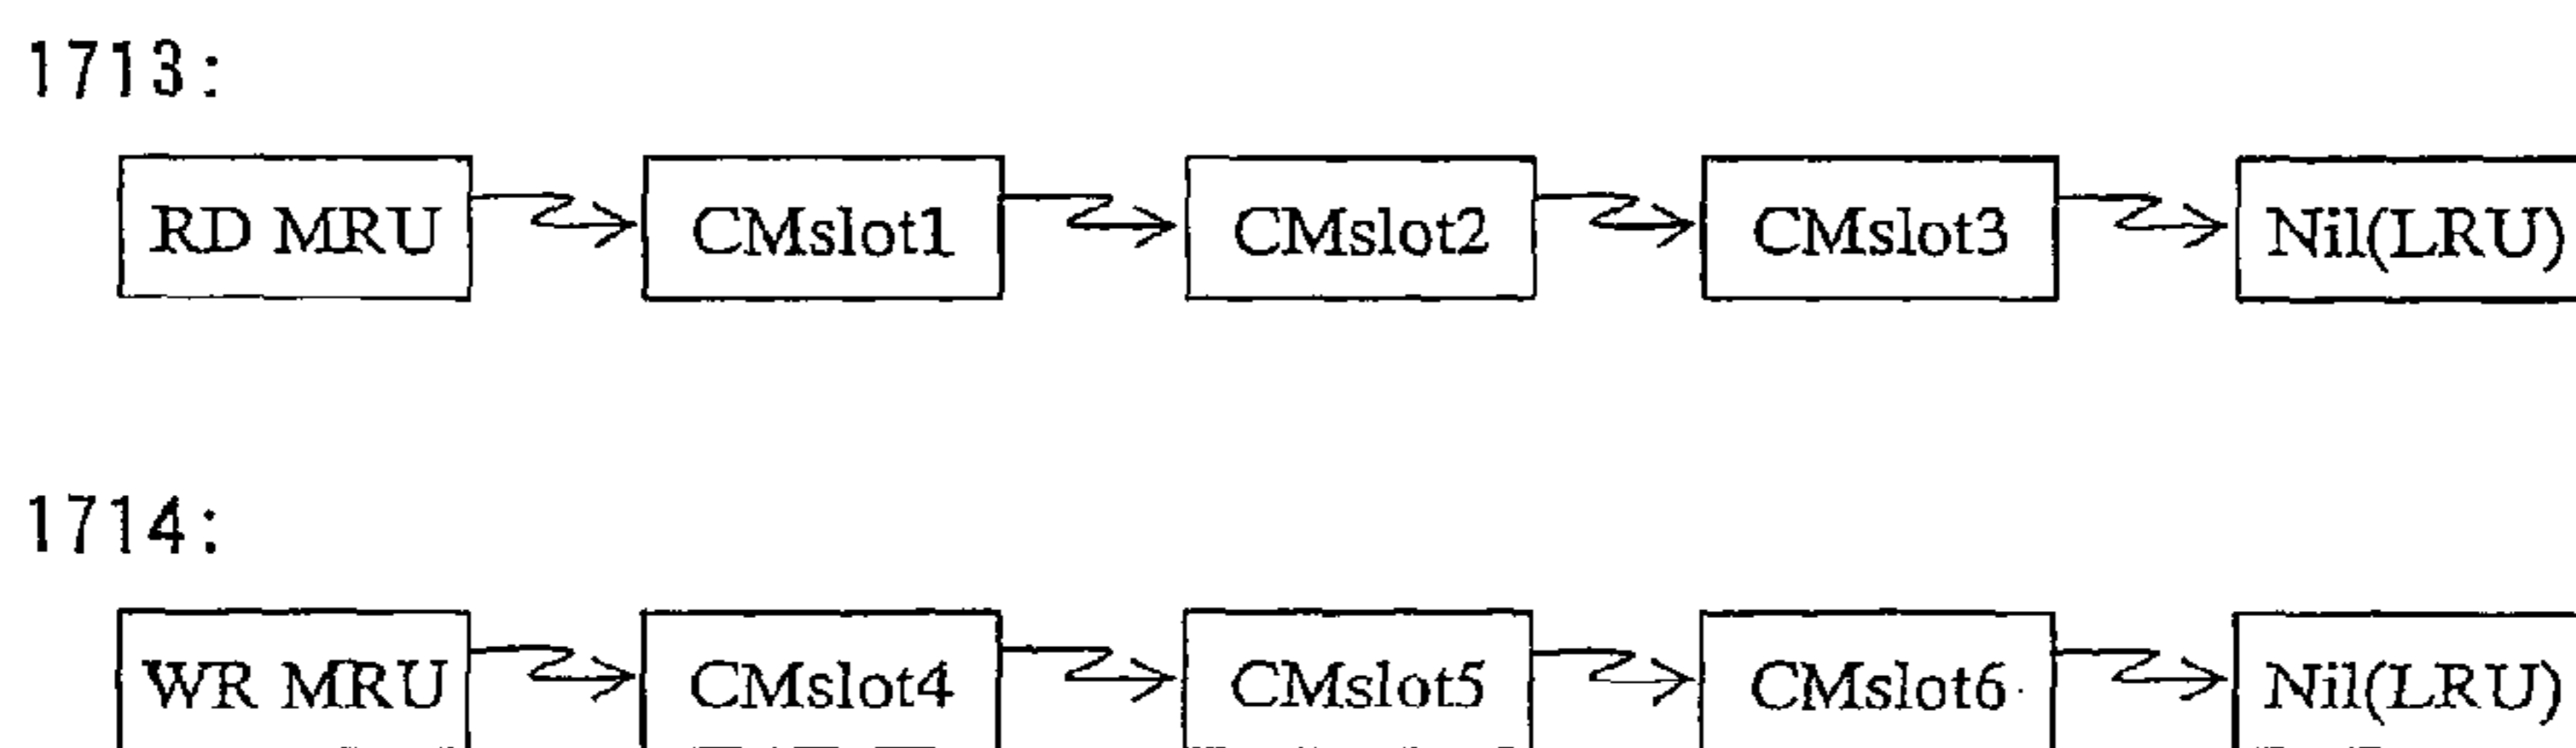 1713:
RD MRU CMslot1 CMslot2 CMslot3 Nil(LRU)
1714:
WR MRU CMslot4 CMslot5 CMslot6 Nil(LRU)